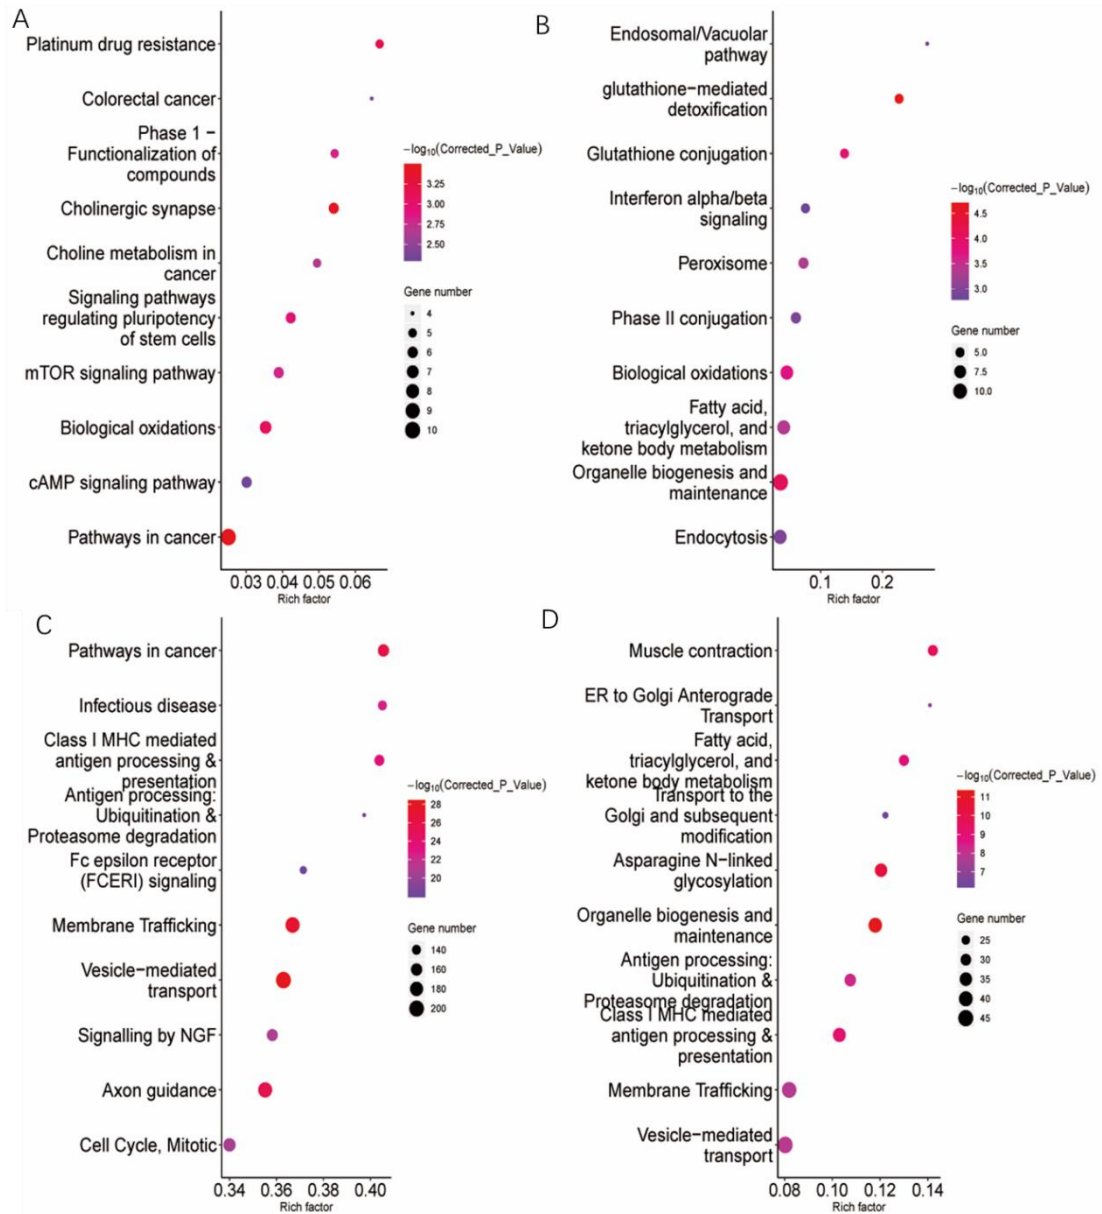 A
Platinum drug resistance
Colorectal cancer
Phase 1 −
Functionalization of
compounds
Cholinergic synapse
Choline metabolism in
cancer
Signaling pathways
regulating pluripotency
of stem cells
mTOR signaling pathway
Biological oxidations
cAMP signaling pathway
Pathways in cancer
0.03 0.04 0.05 0.06
Rich factor
−log10(Corrected_P_Value)
3.25
3.00
2.75
2.50
Gene number
4
5
6
7
8
9
10
B
Endosomal/Vacuolar
pathway
glutathione−mediated
detoxification
Glutathione conjugation
Interferon alpha/beta
signaling
Peroxisome
Phase II conjugation
Biological oxidations
Fatty acid,
triacylglycerol, and
ketone body metabolism
Organelle biogenesis and
maintenance
Endocytosis
0.1 0.2
Rich factor
−log10(Corrected_P_Value)
4.5
4.0
3.5
3.0
Gene number
5.0
7.5
10.0
C
Pathways in cancer
Infectious disease
Class I MHC mediated
antigen processing &
presentation
Antigen processing:
Ubiquitination &
Proteasome degradation
Fc epsilon receptor
(FCERI) signaling
Membrane Trafficking
Vesicle−mediated
transport
Signalling by NGF
Axon guidance
Cell Cycle, Mitotic
0.34 0.36 0.38 0.40
Rich factor
−log10(Corrected_P_Value)
28
26
24
22
20
Gene number
140
160
180
200
D
Muscle contraction
ER to Golgi Anterograde
Transport
Fatty acid,
triacylglycerol, and
ketone body metabolism
Transport to the
Golgi and subsequent
modification
Asparagine N−linked
glycosylation
Organelle biogenesis and
maintenance
Antigen processing:
Ubiquitination &
Proteasome degradation
Class I MHC mediated
antigen processing &
presentation
Membrane Trafficking
Vesicle−mediated
transport
0.08 0.10 0.12 0.14
Rich factor
−log10(Corrected_P_Value)
11
10
9
8
7
Gene number
25
30
35
40
45